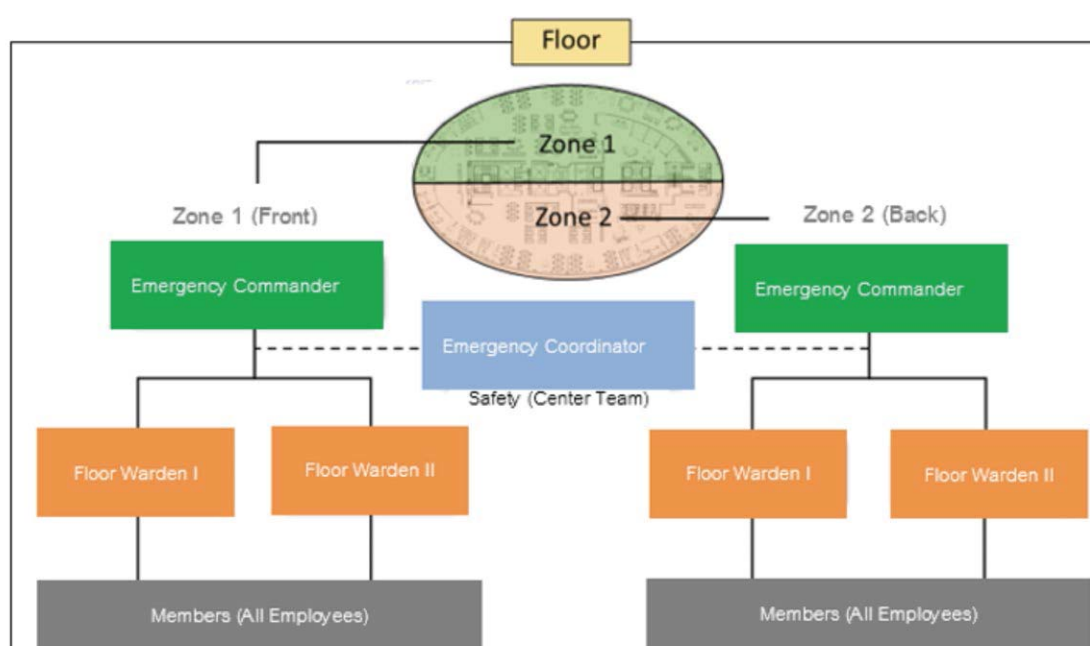 Floor
Zone 1
Zone 2
Zone 1 (Front)
Zone 2 (Back)
Emergency Commander
Emergency Commander
Emergency Coordinator
Safety (Center Team)
Floor Warden I
Floor Warden II
Floor Warden I
Floor Warden II
Members (All Employees)
Members (All Employees)